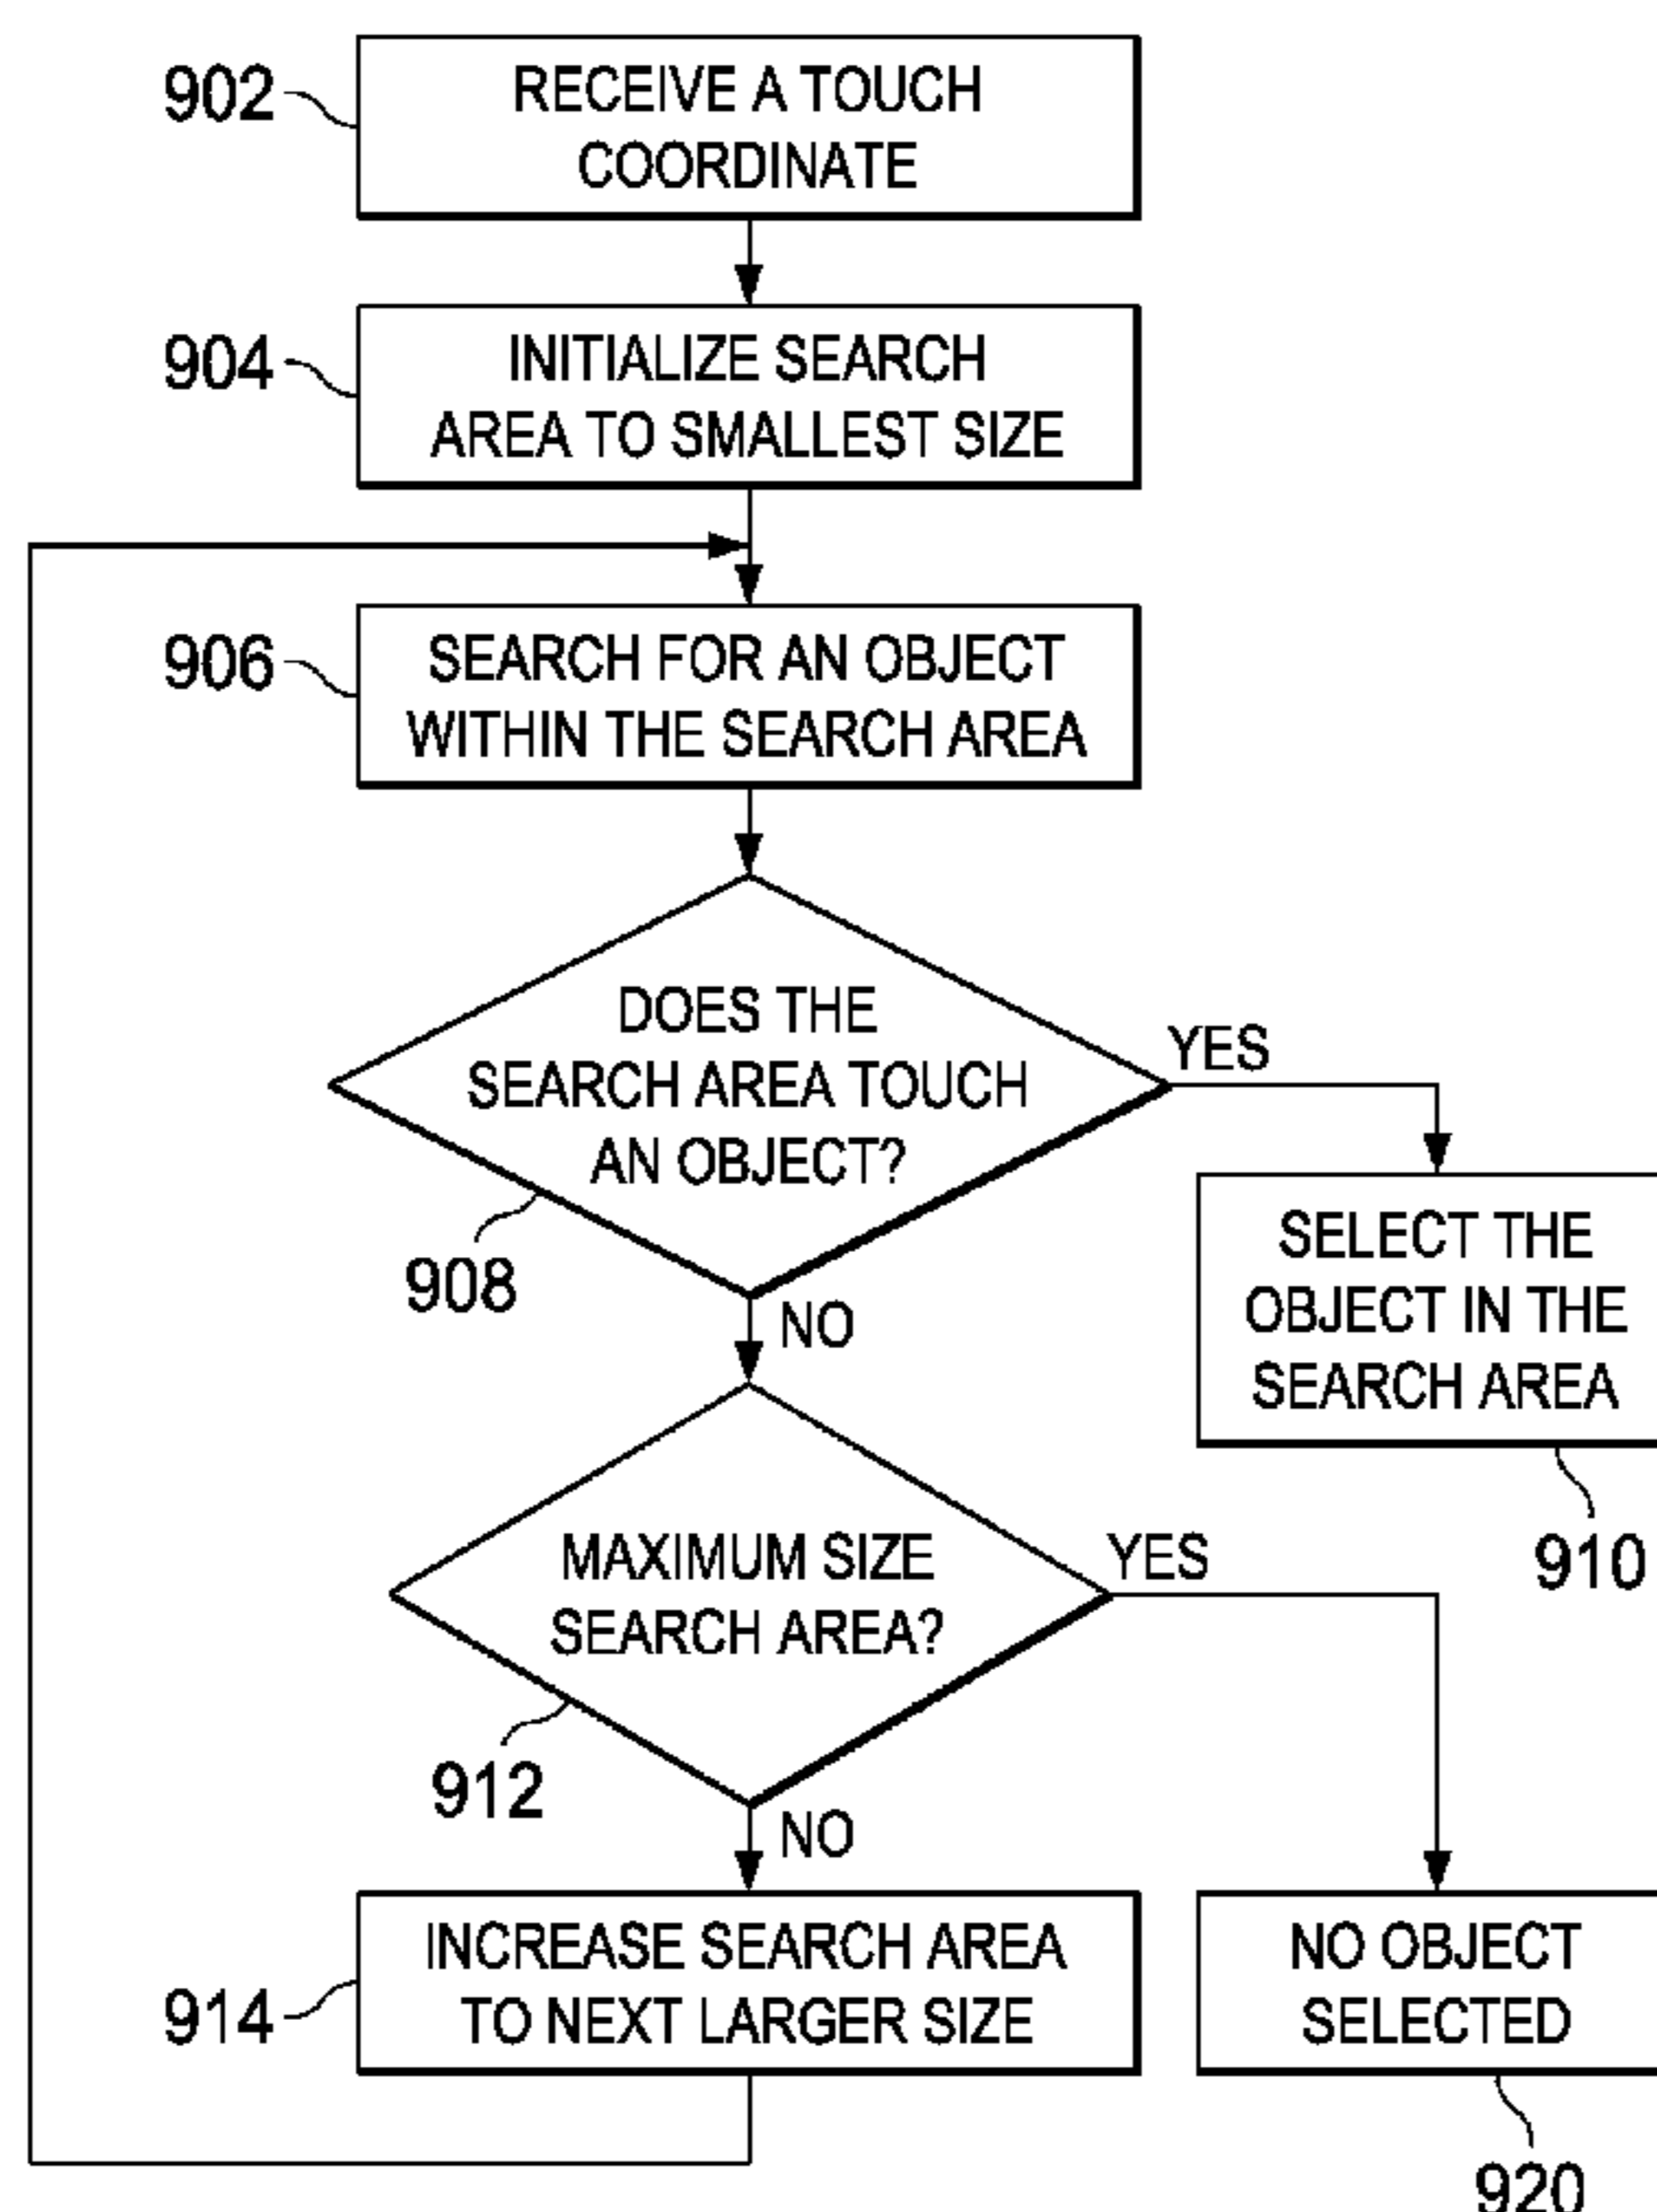 902
RECEIVE A TOUCH
COORDINATE
904
INITIALIZE SEARCH
AREA TO SMALLEST SIZE
906
SEARCH FOR AN OBJECT
WITHIN THE SEARCH AREA
DOES THE
SEARCH AREA TOUCH
AN OBJECT?
YES
908
NO
SELECT THE
OBJECT IN THE
SEARCH AREA
910
MAXIMUM SIZE
SEARCH AREA?
YES
912
NO
914
INCREASE SEARCH AREA
TO NEXT LARGER SIZE
NO OBJECT
SELECTED
920